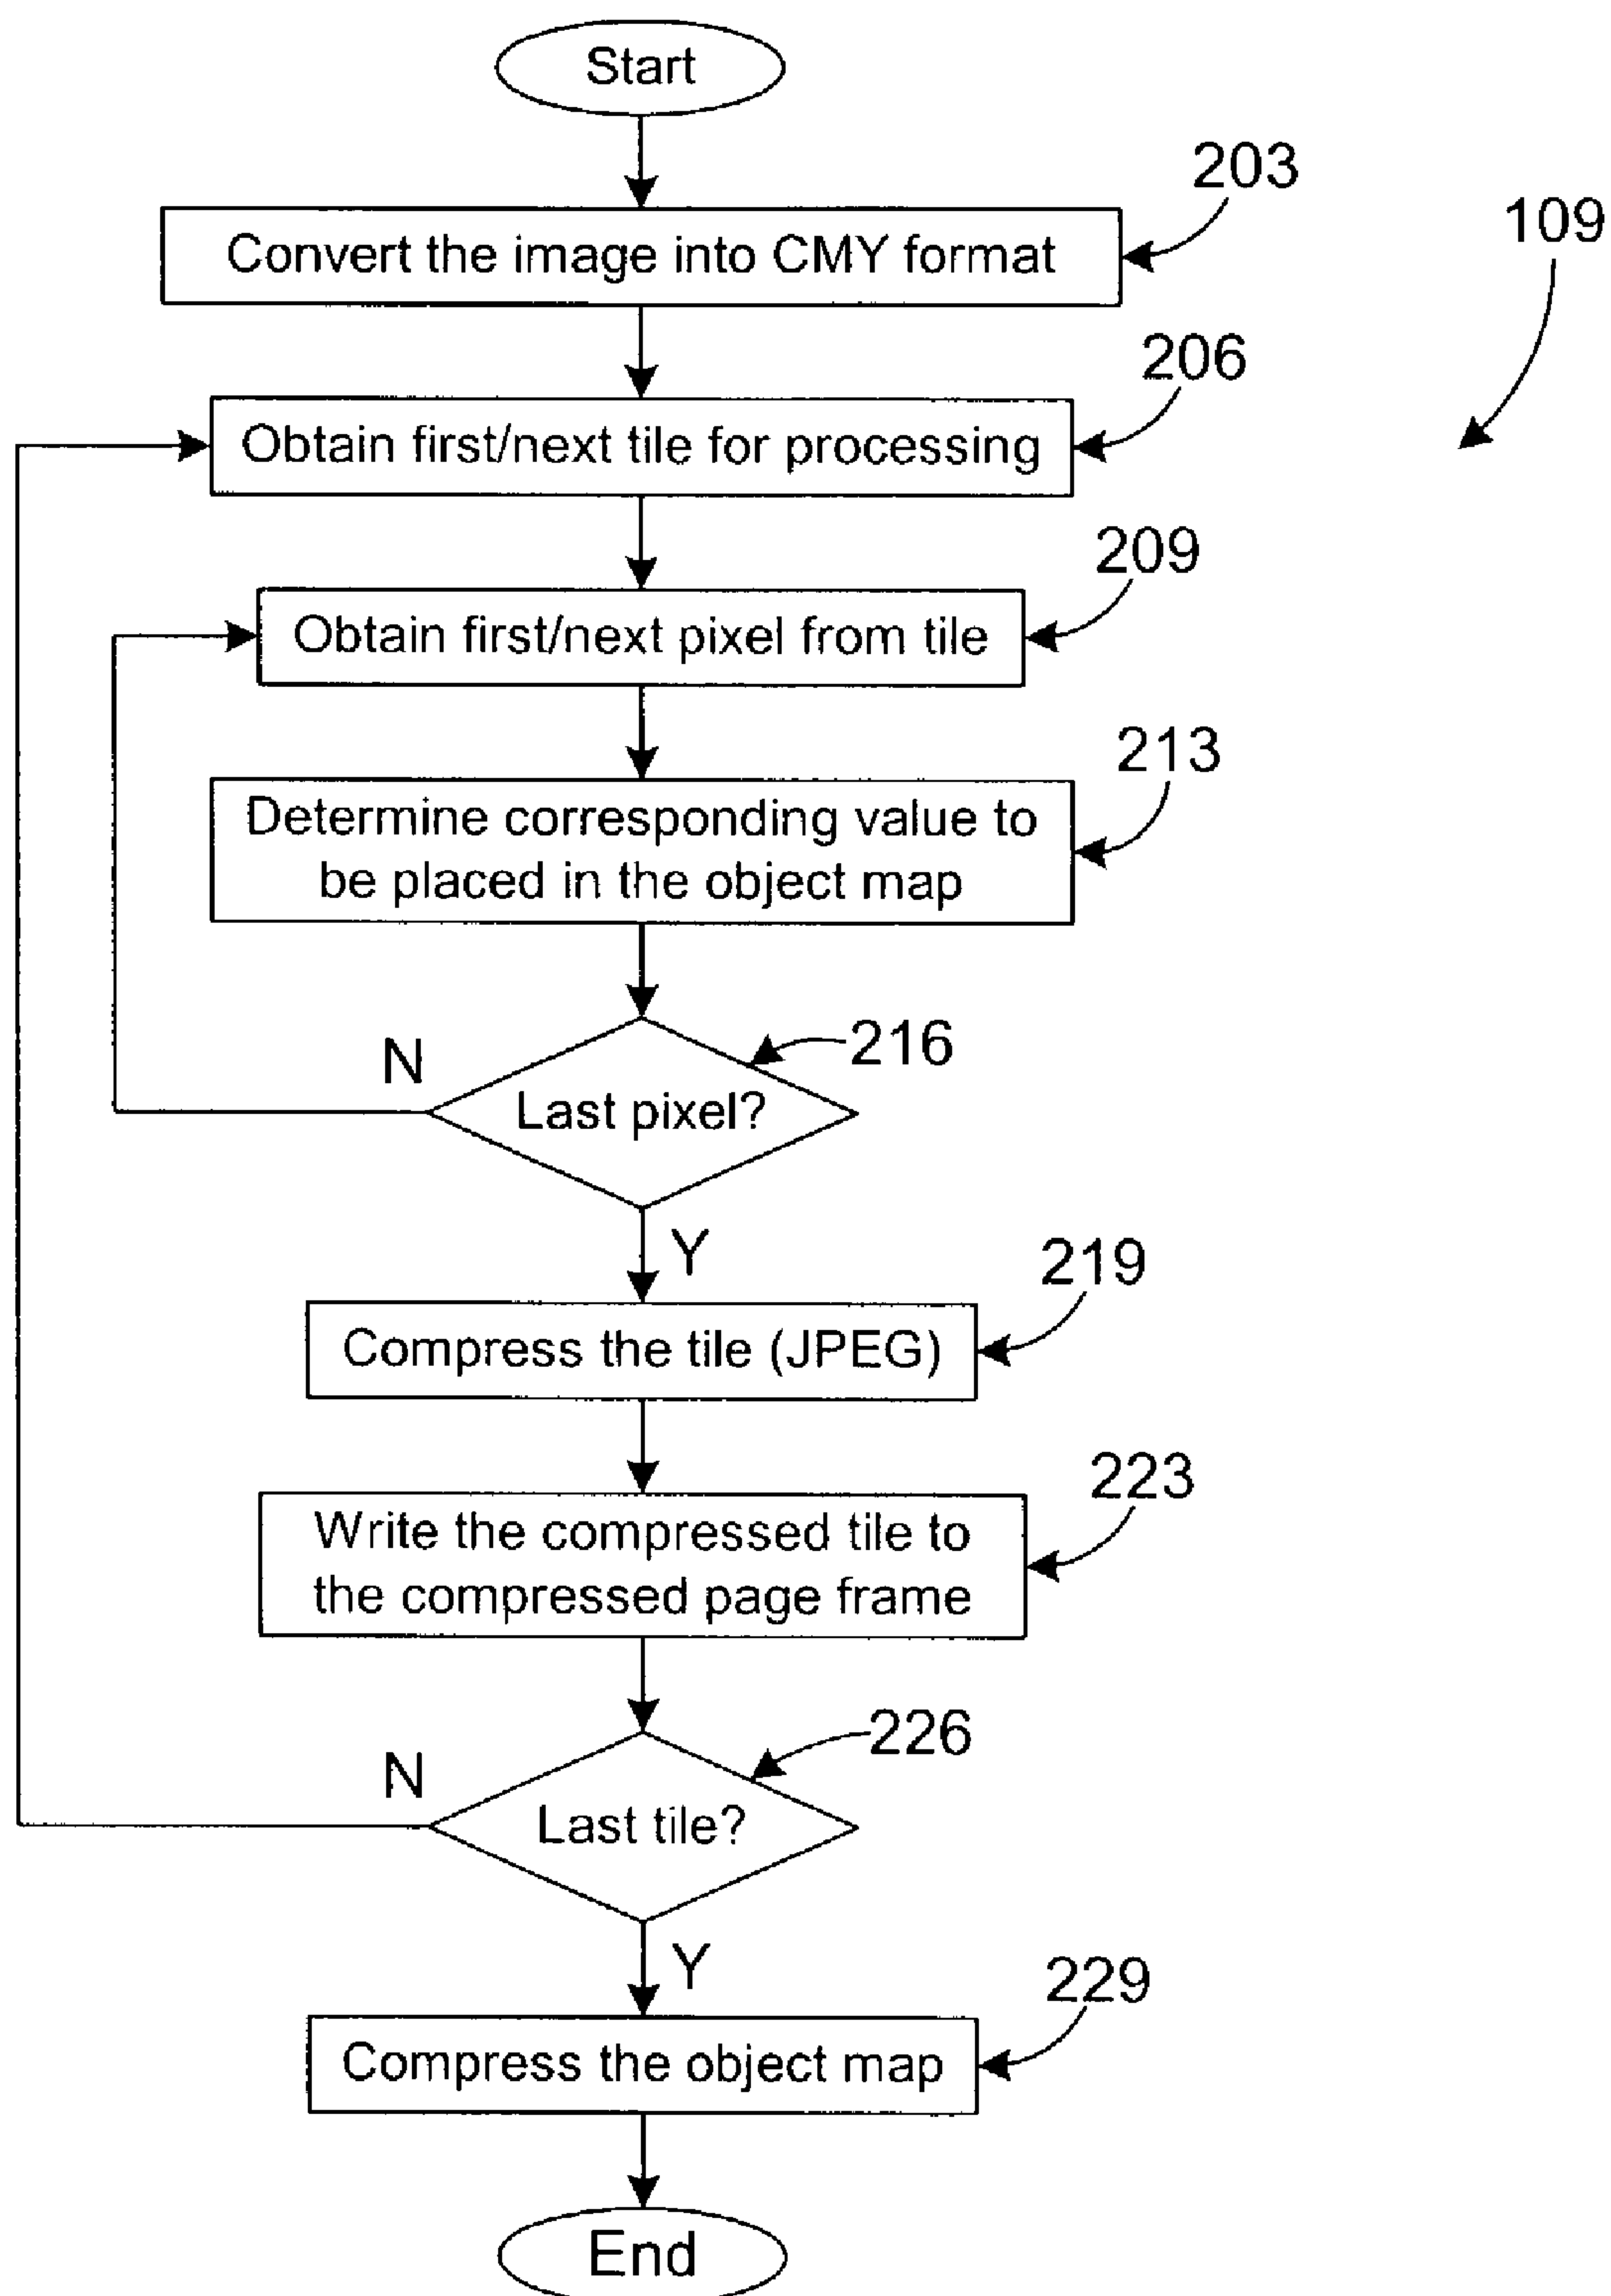 Start
203
109
Convert the image into CMY format
206
Obtain first/next tile for processing
209
Obtain first/next pixel from tile
213
Determine corresponding value to
be placed in the object map
216
N
Last pixel?
Y
219
Compress the tile (JPEG)
223
Write the compressed tile to
the compressed page frame
226
N
Last tile?
Y
229
Compress the object map
End